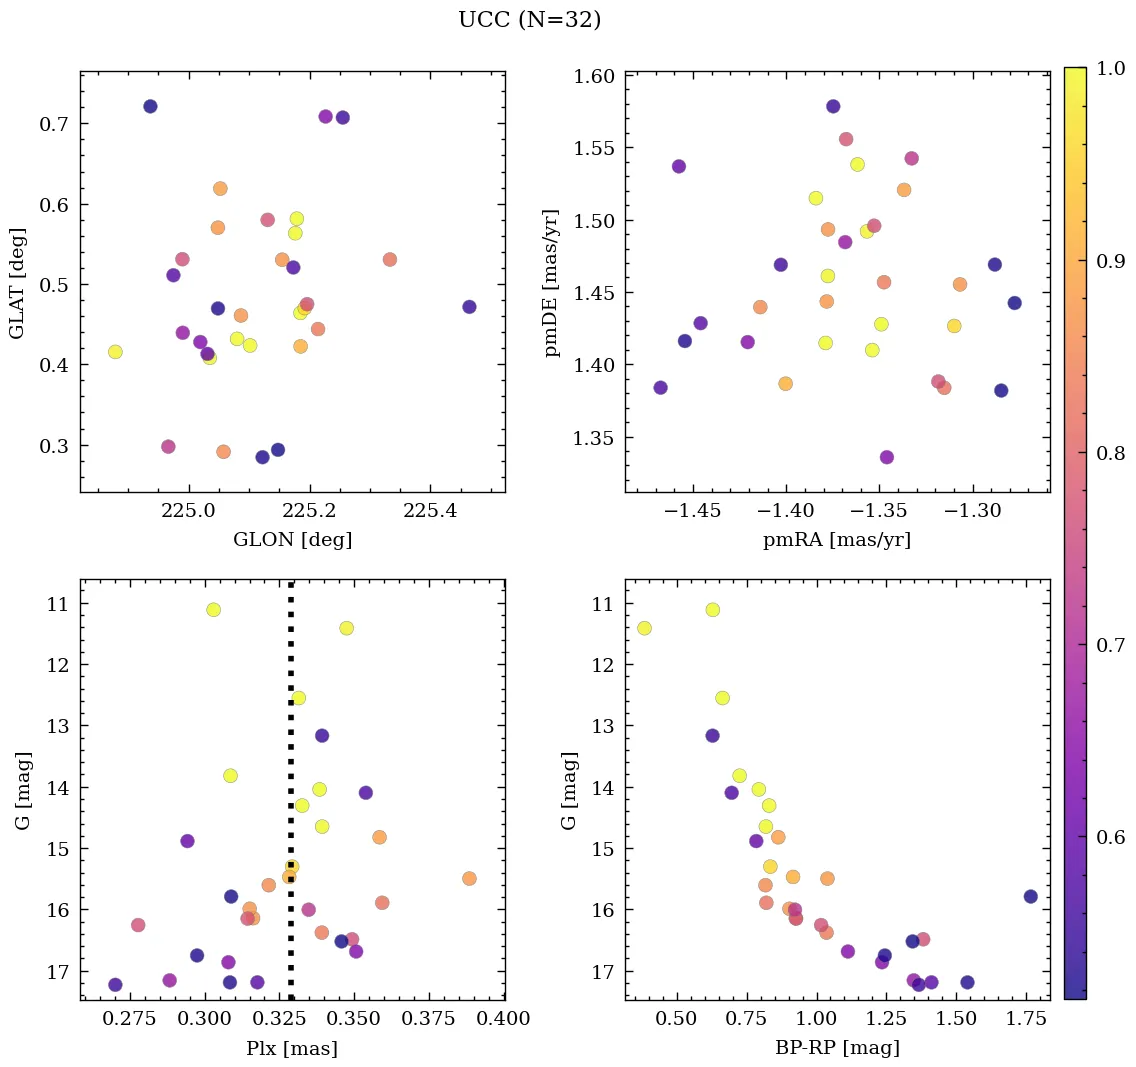 UCC (N=32)
0.7
0.6
0.5
0.4
0.3
GLAT [deg]
225.0 225.2 225.4
GLON [deg]
1.60
1.55
1.50
1.45
1.40
1.35
pmDE [mas/yr]
−1.45 −1.40 −1.35 −1.30
pmRA [mas/yr]
11
12
13
14
15
16
17
G [mag]
0.275 0.300 0.325 0.350 0.375 0.400
Plx [mas]
11
12
13
14
15
16
17
G [mag]
0.50 0.75 1.00 1.25 1.50 1.75
BP-RP [mag]
1.0
0.9
0.8
0.7
0.6